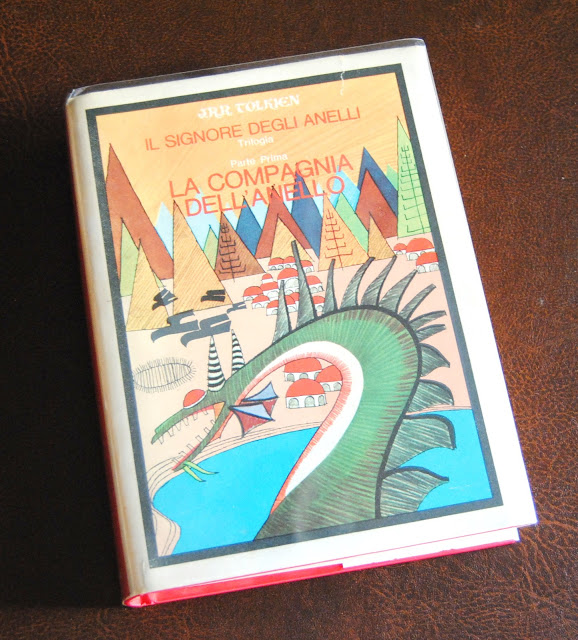 J.R.R. TOLKIEN
IL SIGNORE DEGLI ANELLI
Trilogia
Parte Prima
LA COMPAGNIA
DELL'ANELLO